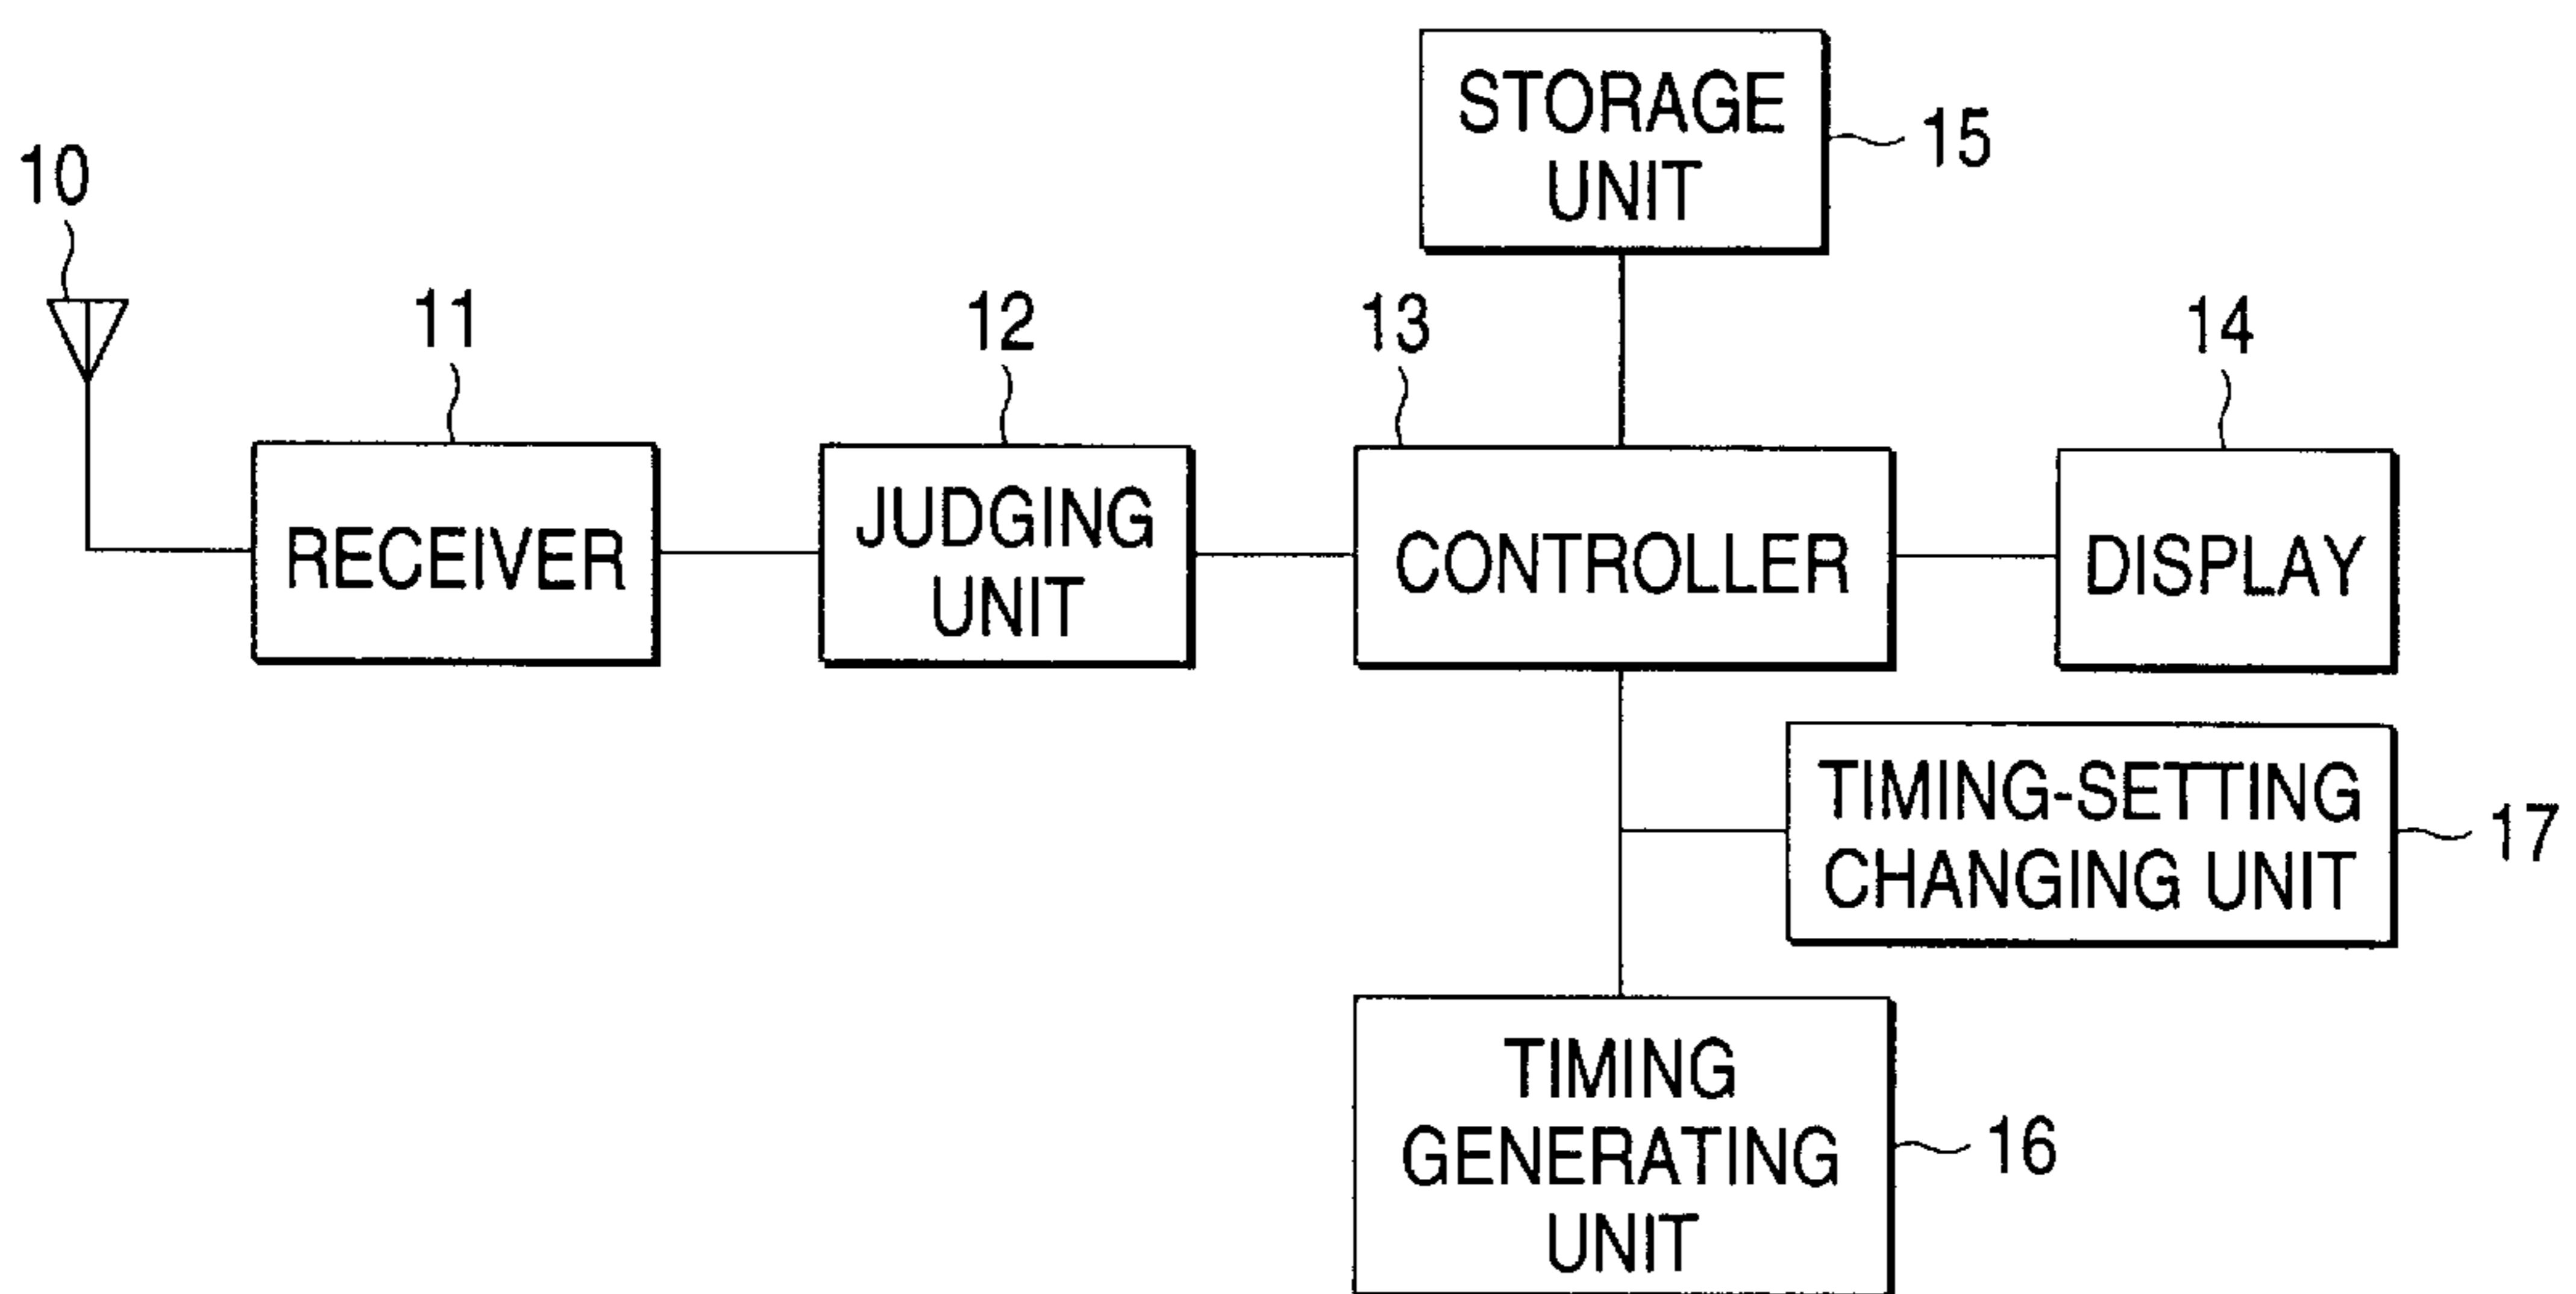 STORAGE
UNIT
15
10
11
12
13
14
RECEIVER
JUDGING
UNIT
CONTROLLER
DISPLAY
TIMING-SETTING
CHANGING UNIT
17
TIMING
GENERATING
UNIT
16